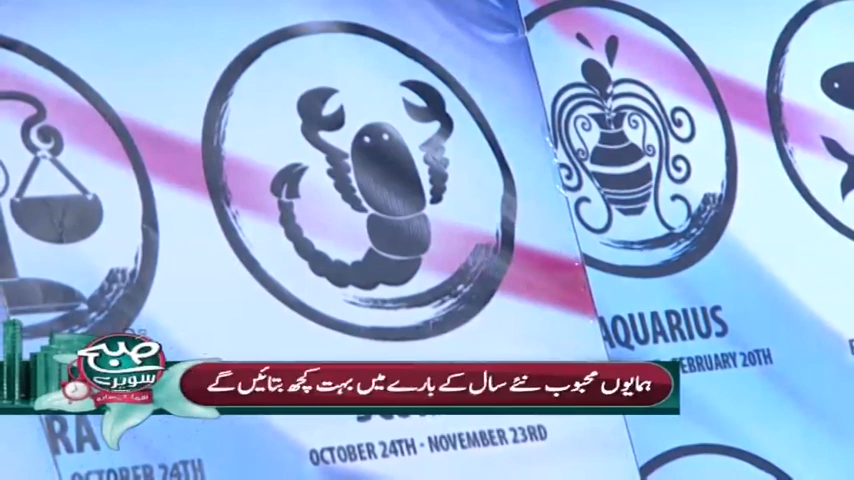 AQUARIUS
FEBRUARY 20TH
صبح
سویرے
ہمایوں محبوب نئے سال کے بارے میں بہت کچھ بتائیں گے
RA
OCTOBER 24TH
OCTOBER 24TH - NOVEMBER 23RD